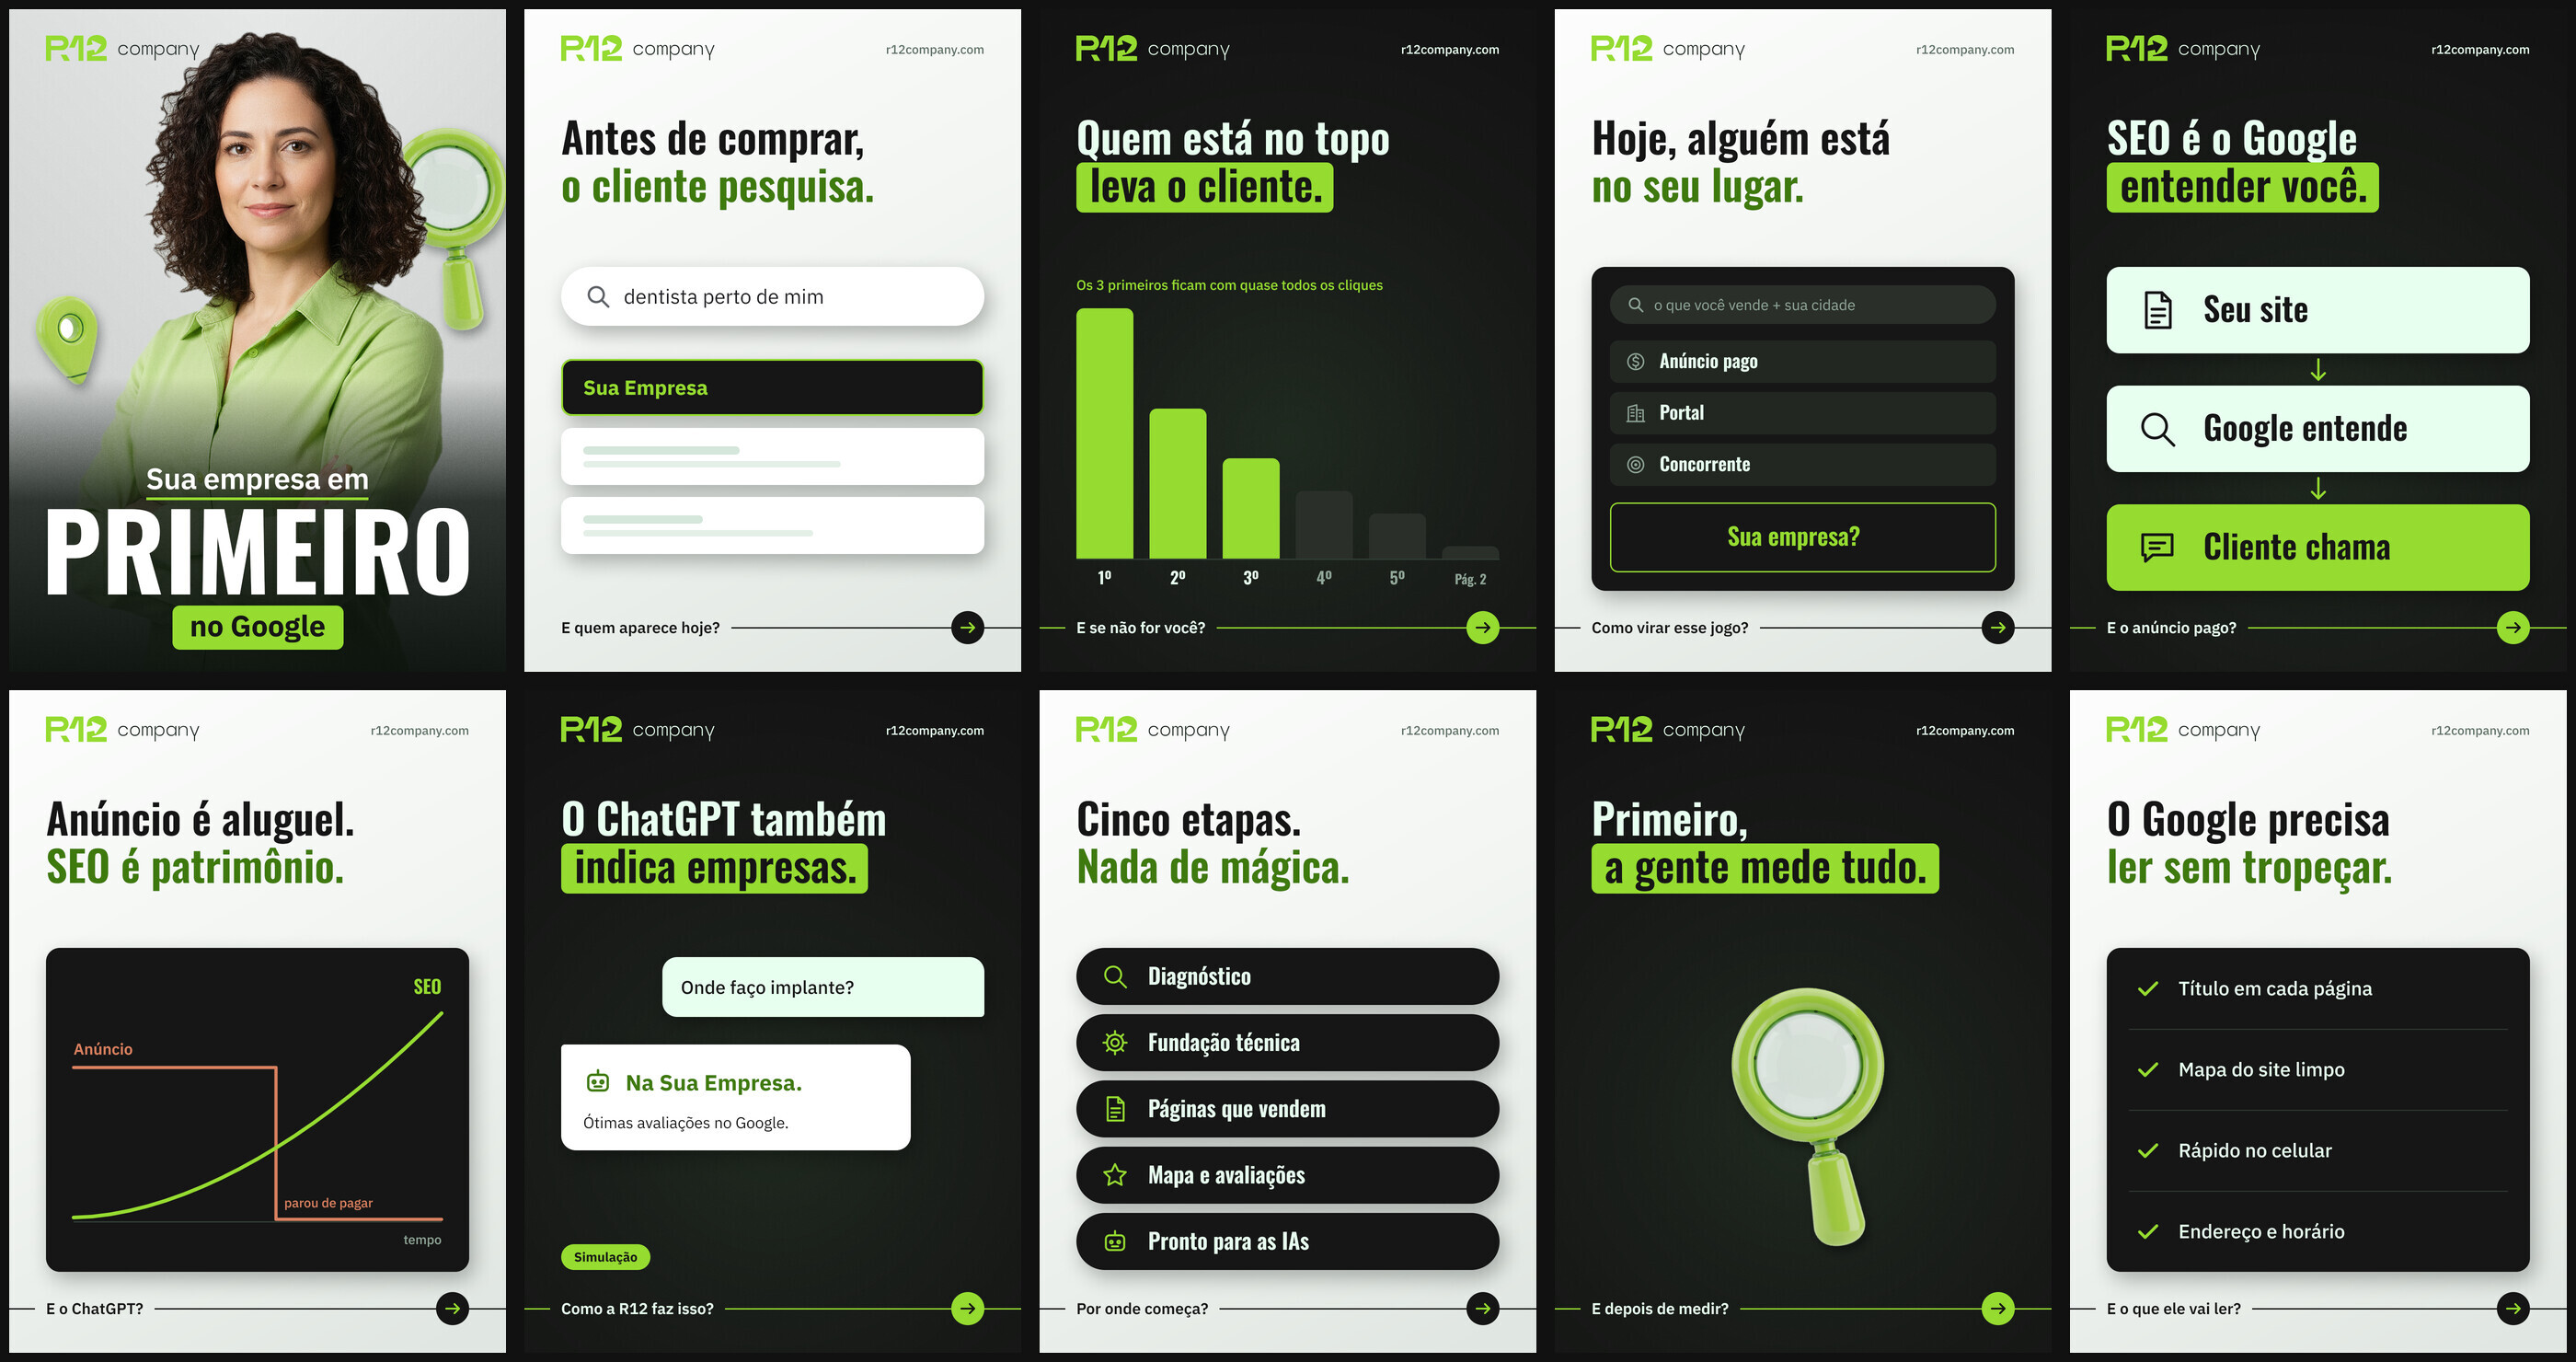 R12 company
Sua empresa em
PRIMEIRO
no Google
R12 company
r12company.com
Antes de comprar,
o cliente pesquisa.
dentista perto de mim
Sua Empresa
E quem aparece hoje?
R12 company
r12company.com
Quem está no topo
leva o cliente.
Os 3 primeiros ficam com quase todos os cliques
1º 2º 3º 4º 5º Pág. 2
E se não for você?
R12 company
r12company.com
Hoje, alguém está
no seu lugar.
o que você vende + sua cidade
Anúncio pago
Portal
Concorrente
Sua empresa?
Como virar esse jogo?
R12 company
r12company.com
SEO é o Google
entender você.
Seu site
Google entende
Cliente chama
E o anúncio pago?
R12 company
r12company.com
Anúncio é aluguel.
SEO é patrimônio.
SEO
Anúncio
parou de pagar
tempo
E o ChatGPT?
R12 company
r12company.com
O ChatGPT também
indica empresas.
Onde faço implante?
Na Sua Empresa.
Ótimas avaliações no Google.
Simulação
Como a R12 faz isso?
R12 company
r12company.com
Cinco etapas.
Nada de mágica.
Diagnóstico
Fundação técnica
Páginas que vendem
Mapa e avaliações
Pronto para as IAs
Por onde começa?
R12 company
r12company.com
Primeiro,
a gente mede tudo.
E depois de medir?
R12 company
r12company.com
O Google precisa
ler sem tropeçar.
Título em cada página
Mapa do site limpo
Rápido no celular
Endereço e horário
E o que ele vai ler?